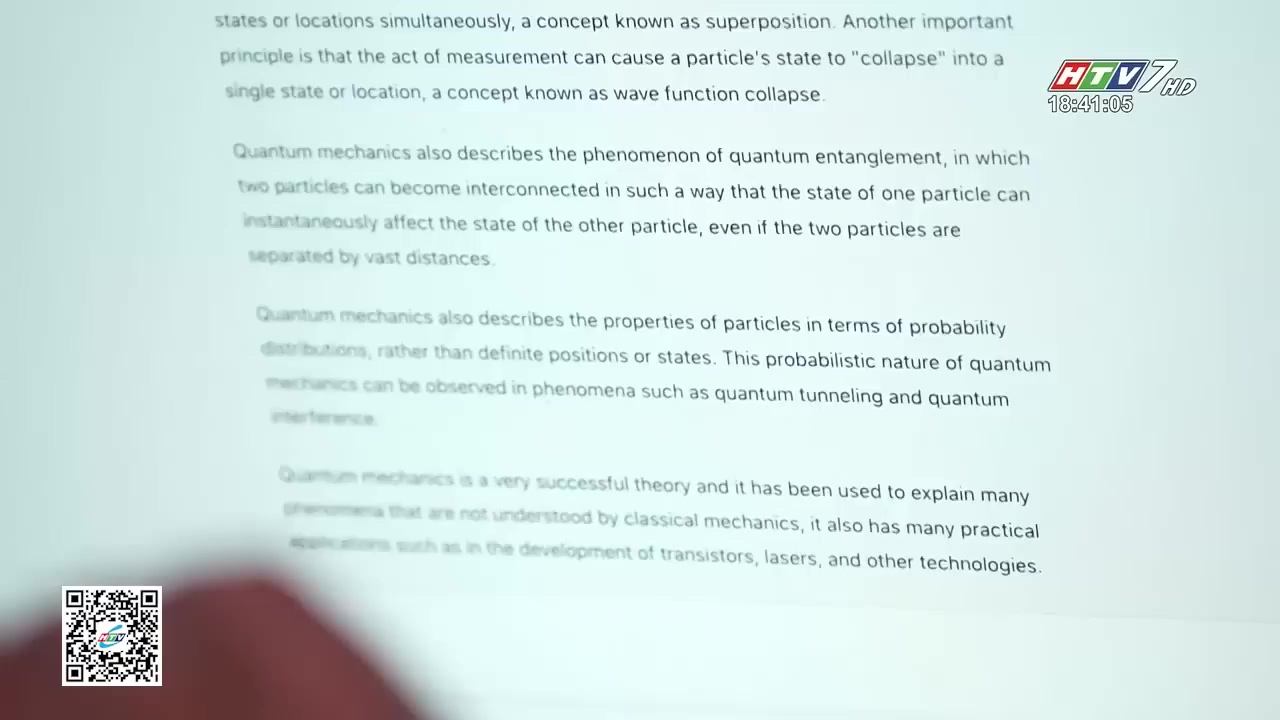 states or locations simultaneously, a concept known as superposition. Another important
principle is that the act of measurement can cause a particle's state to "collapse" into a
single state or location, a concept known as wave function collapse.
HTV7 HD
18:41:05
Quantum mechanics also describes the phenomenon of quantum entanglement, in which
two particles can become interconnected in such a way that the state of one particle can
instantaneously affect the state of the other particle, even if the two particles are
separated by vast distances.
Quantum mechanics also describes the properties of particles in terms of probability
distributions, rather than definite positions or states. This probabilistic nature of quantum
mechanics can be observed in phenomena such as quantum tunneling and quantum
interference.
Quantum mechanics is a very successful theory and it has been used to explain many
phenomena that are not understood by classical mechanics, it also has many practical
applications such as in the development of transistors, lasers, and other technologies.
HTV